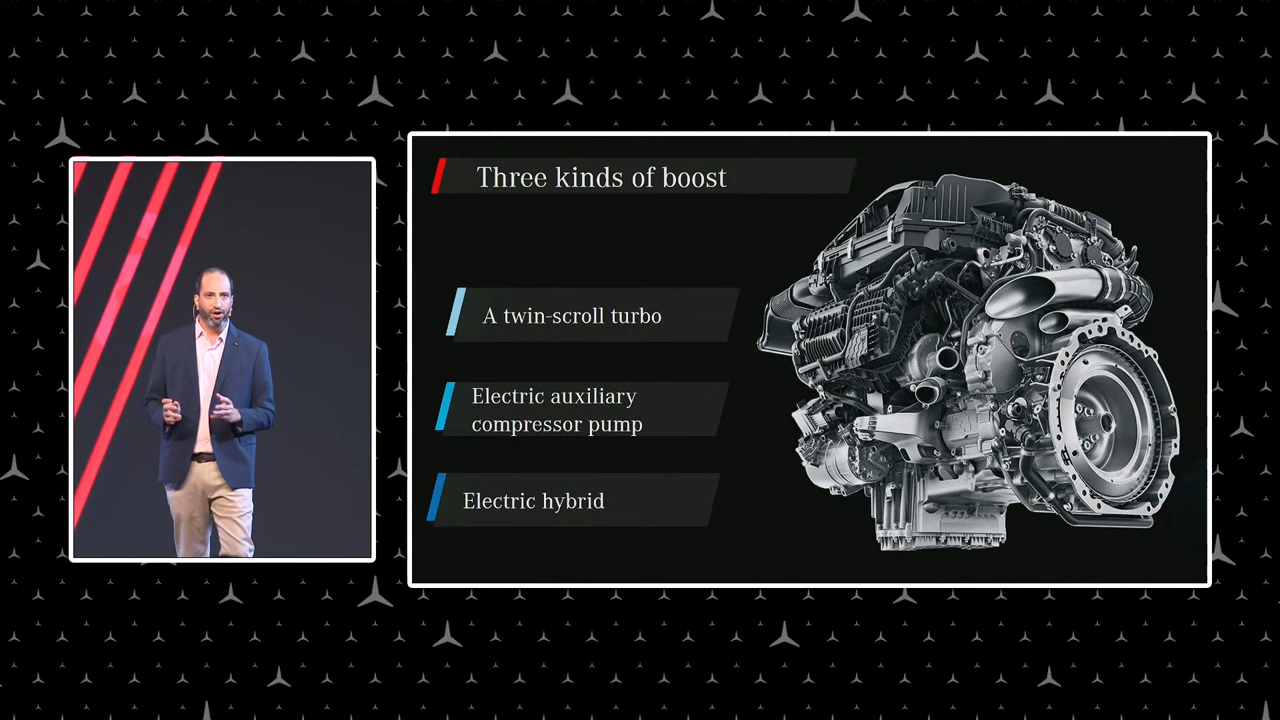 Three kinds of boost
A twin-scroll turbo
Electric auxiliary
compressor pump
Electric hybrid